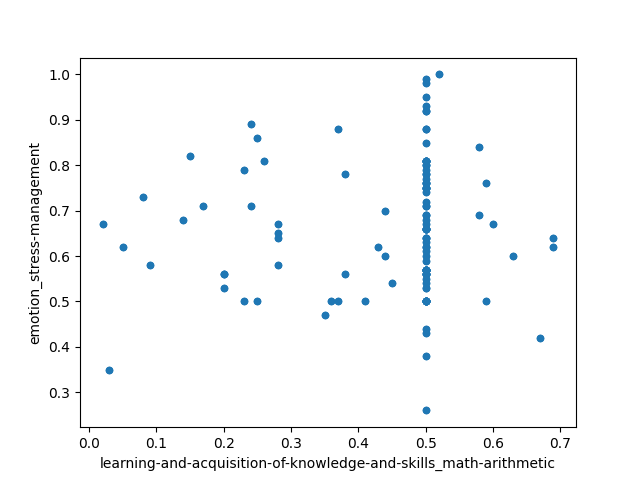 1.0
0.9
0.8
0.7
0.6
0.5
0.4
0.3
emotion_stress-management
0.0 0.1 0.2 0.3 0.4 0.5 0.6 0.7
learning-and-acquisition-of-knowledge-and-skills_math-arithmetic